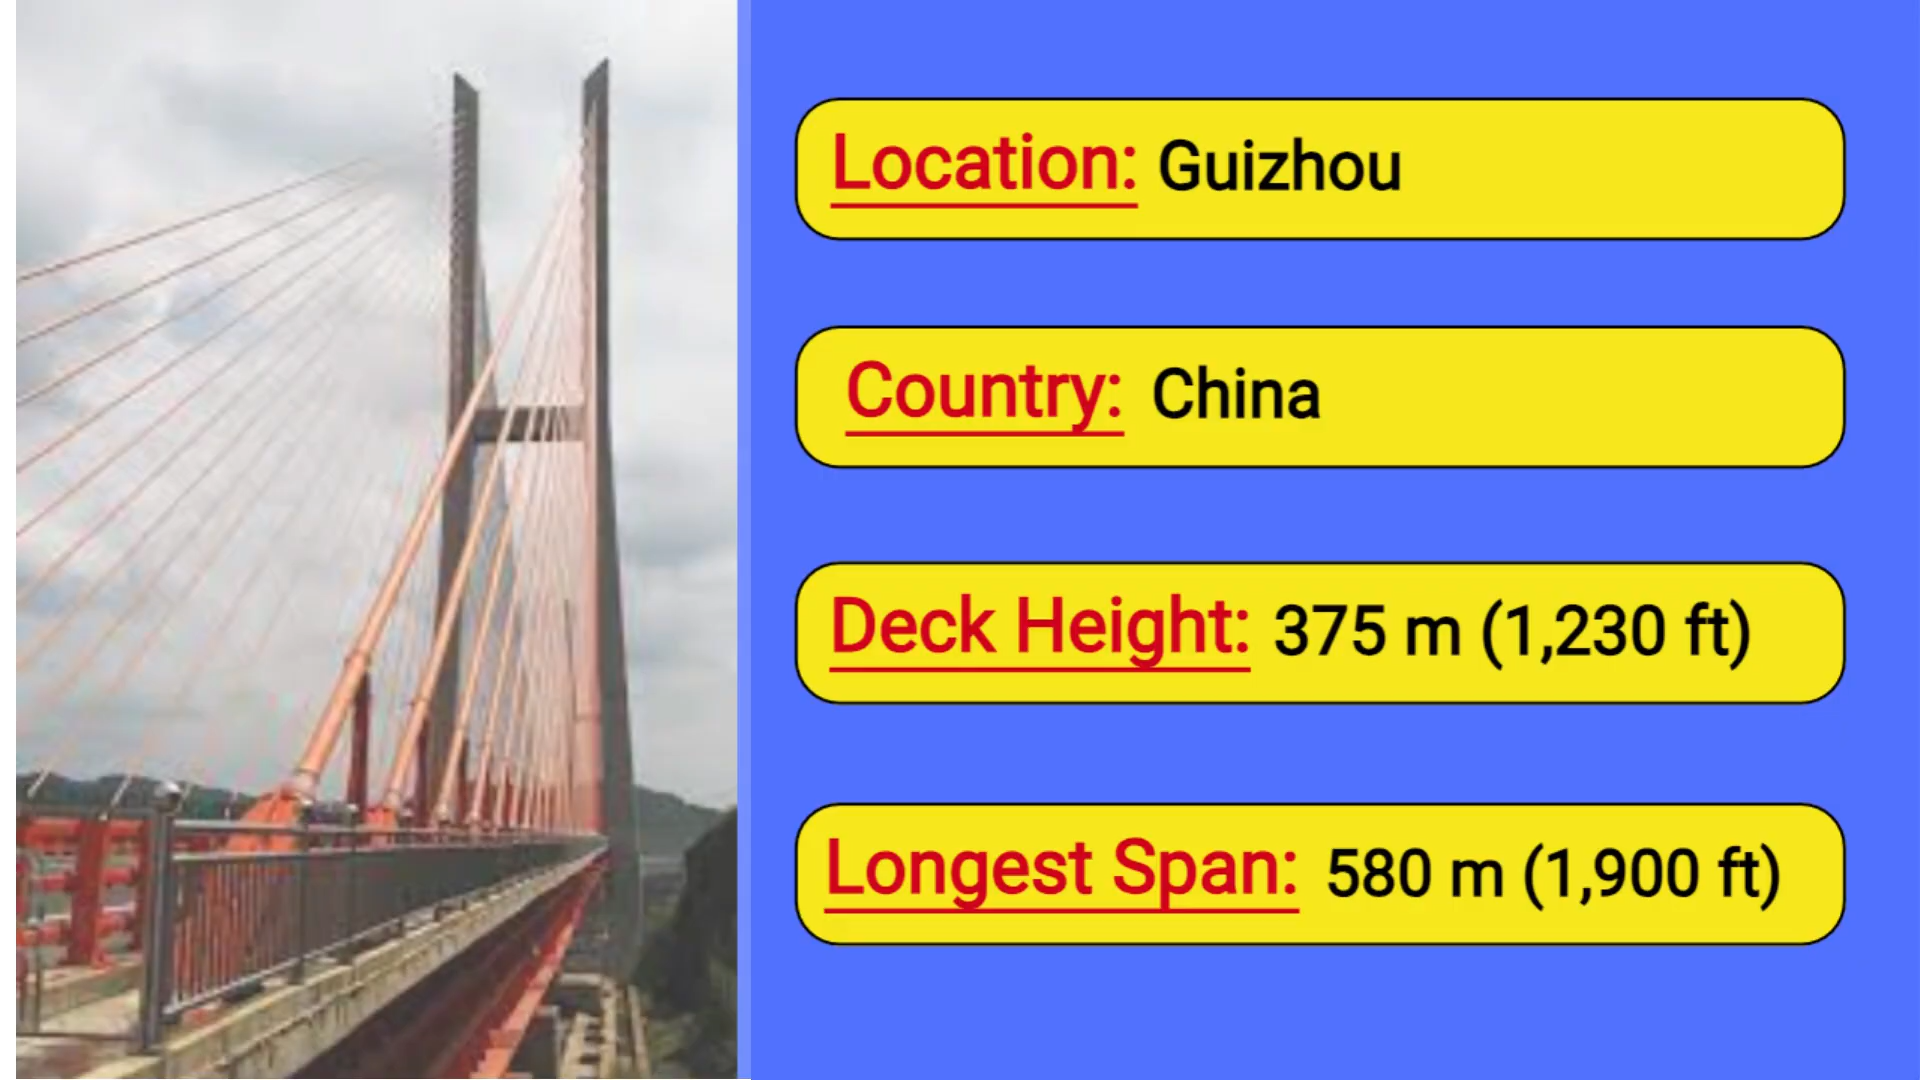 Location: Guizhou
Country: China
Deck Height: 375 m (1,230 ft)
Longest Span: 580 m (1,900 ft)